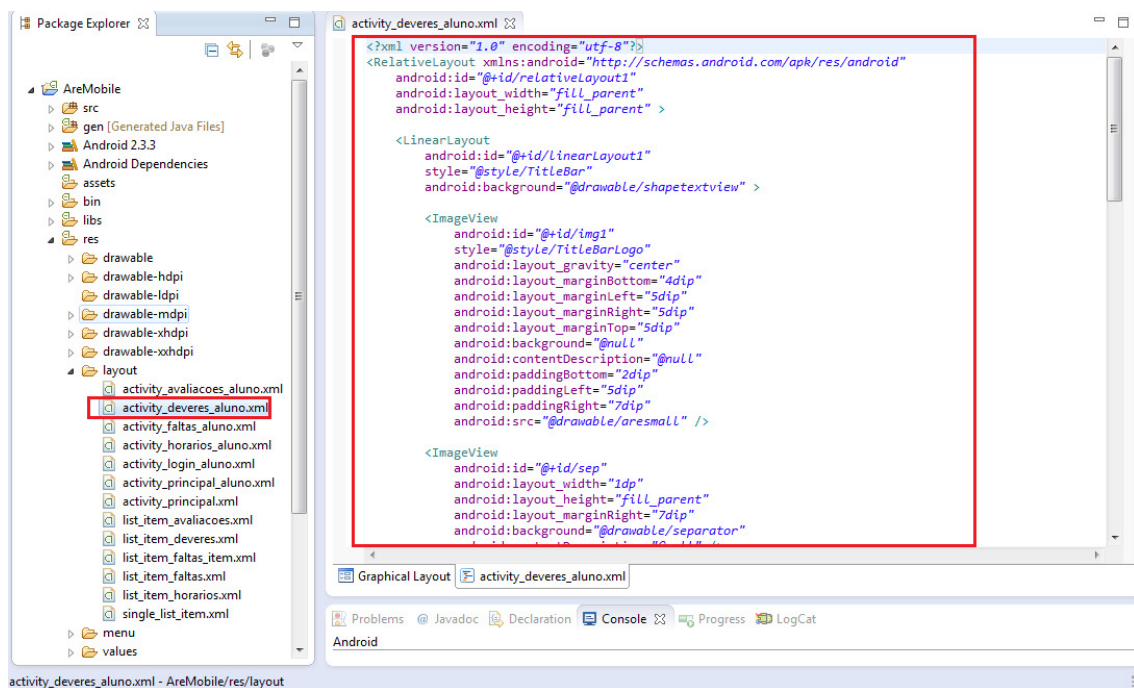 Package Explorer
AreMobile
src
gen [Generated Java Files]
Android 2.3.3
Android Dependencies
assets
bin
libs
res
drawable
drawable-hdpi
drawable-ldpi
drawable-mdpi
drawable-xhdpi
drawable-xxhdpi
layout
activity_avaliacoes_aluno.xml
activity_deveres_aluno.xml
activity_faltas_aluno.xml
activity_horarios_aluno.xml
activity_login_aluno.xml
activity_principal_aluno.xml
activity_principal.xml
list_item_avaliacoes.xml
list_item_deveres.xml
list_item_faltas_item.xml
list_item_faltas.xml
list_item_horarios.xml
single_list_item.xml
menu
values
activity_deveres_aluno.xml
<?xml version="1.0" encoding="utf-8"?>
<RelativeLayout xmlns:android="http://schemas.android.com/apk/res/android"
android:id="@+id/relativeLayout1"
android:layout_width="fill_parent"
android:layout_height="fill_parent" >
<LinearLayout
android:id="@+id/linearLayout1"
style="@style/TitleBar"
android:background="@drawable/shapetextview" >
<ImageView
android:id="@+id/img1"
style="@style/TitleBarLogo"
android:layout_gravity="center"
android:layout_marginBottom="4dip"
android:layout_marginLeft="5dip"
android:layout_marginRight="5dip"
android:layout_marginTop="5dip"
android:background="@null"
android:contentDescription="@null"
android:paddingBottom="2dip"
android:paddingLeft="5dip"
android:paddingRight="7dip"
android:src="@drawable/aresmall" />
<ImageView
android:id="@+id/sep"
android:layout_width="1dp"
android:layout_height="fill_parent"
android:layout_marginRight="7dip"
android:background="@drawable/separator"
Graphical Layout activity_deveres_aluno.xml
Problems @ Javadoc Declaration Console Progress LogCat
Android
activity_deveres_aluno.xml - AreMobile/res/layout